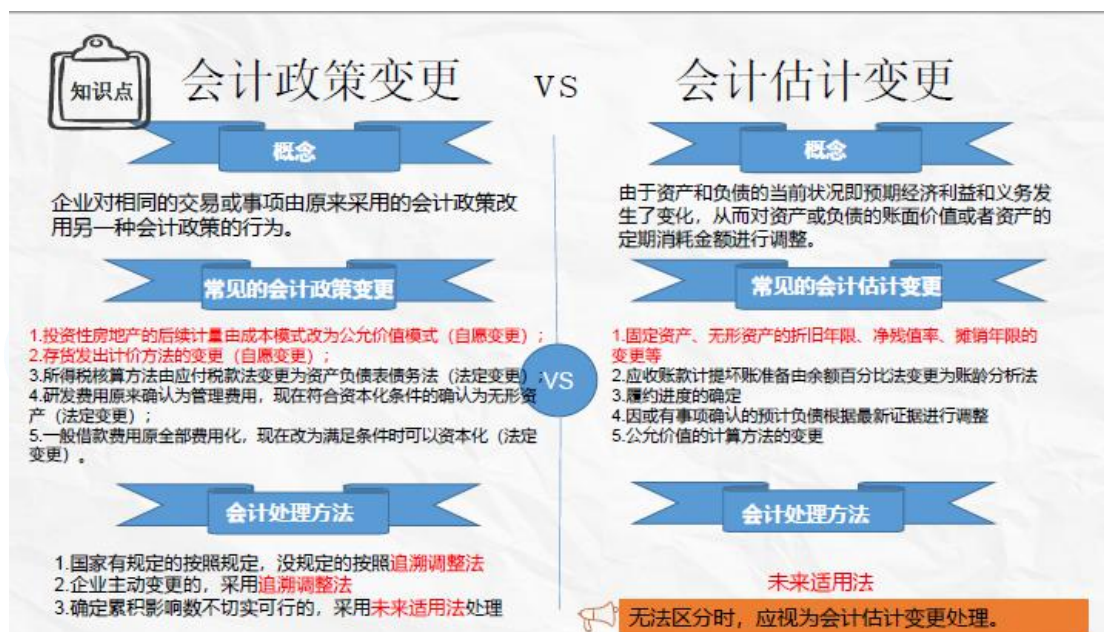 知识点
会计政策变更
vs
会计估计变更
概念
企业对相同的交易或事项由原来采用的会计政策改
用另一种会计政策的行为。
常见的会计政策变更
1.投资性房地产的后续计量由成本模式改为公允价值模式（自愿变更）；
2.存货发出计价方法的变更（自愿变更）；
3.所得税核算方法由应付税款法变更为资产负债表债务法（法定变更）；
4.研发费用原来确认为管理费用，现在符合资本化条件的确认为无形资
产（法定变更）；
5.一般借款费用原全部费用化，现在改为满足条件时可以资本化（法定
变更）。
会计处理方法
1.国家有规定的按照规定，没规定的按照追溯调整法
2.企业主动变更的，采用追溯调整法
3.确定累积影响数不切实可行的，采用未来适用法处理
VS
概念
由于资产和负债的当前状况即预期经济利益和义务发
生了变化，从而对资产或负债的账面价值或者资产的
定期消耗金额进行调整。
常见的会计估计变更
1.固定资产、无形资产的折旧年限、净残值率、摊销年限的
变更等
2.应收账款计提坏账准备由余额百分比法变更为账龄分析法
3.履约进度的确定
4.因或有事项确认的预计负债根据最新证据进行调整
5.公允价值的计算方法的变更
会计处理方法
未来适用法
无法区分时，应视为会计估计变更处理。